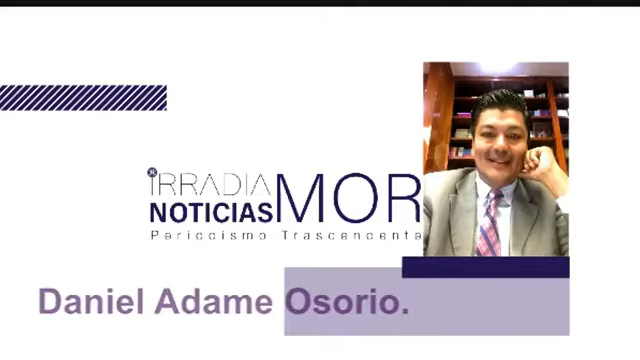 IRRADIA
NOTICIAS MOR
Periodismo Trascendente
Daniel Adame Osorio.